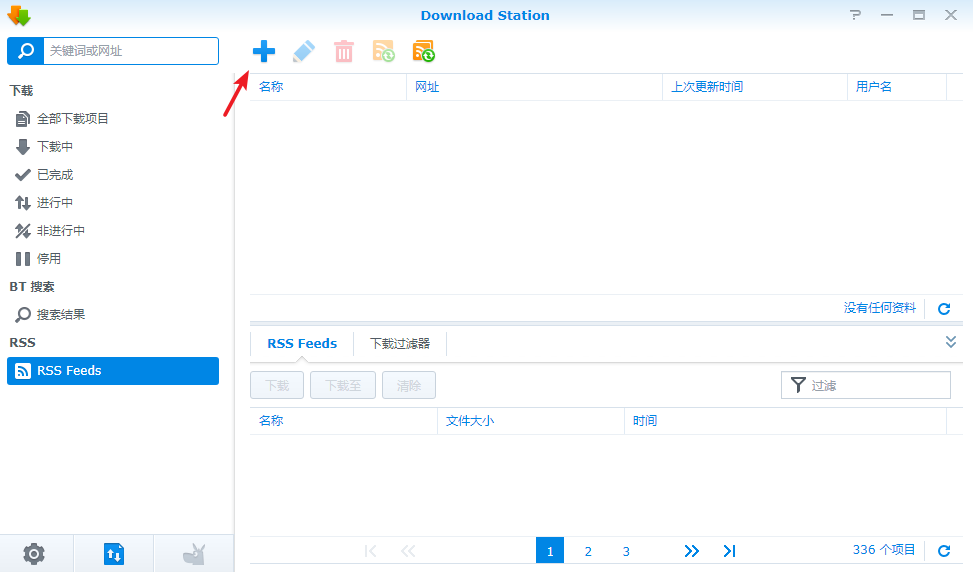 Download Station
关键词或网址
下载
全部下载项目
下载中
已完成
进行中
非进行中
停用
BT 搜索
搜索结果
RSS
RSS Feeds
名称 网址 上次更新时间 用户名
没有任何资料
RSS Feeds 下载过滤器
下载 下载至 清除 过滤
名称 文件大小 时间
1 2 3 336 个项目